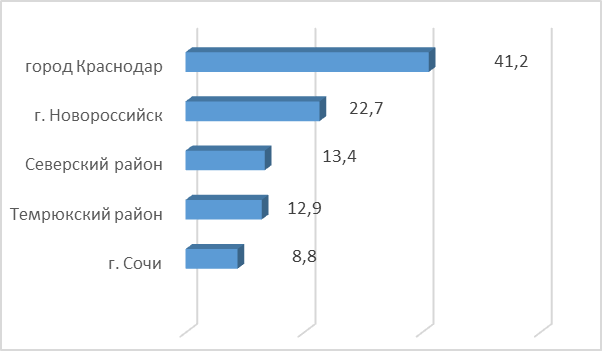 город Краснодар 41,2
г. Новороссийск 22,7
Северский район 13,4
Темрюкский район 12,9
г. Сочи 8,8